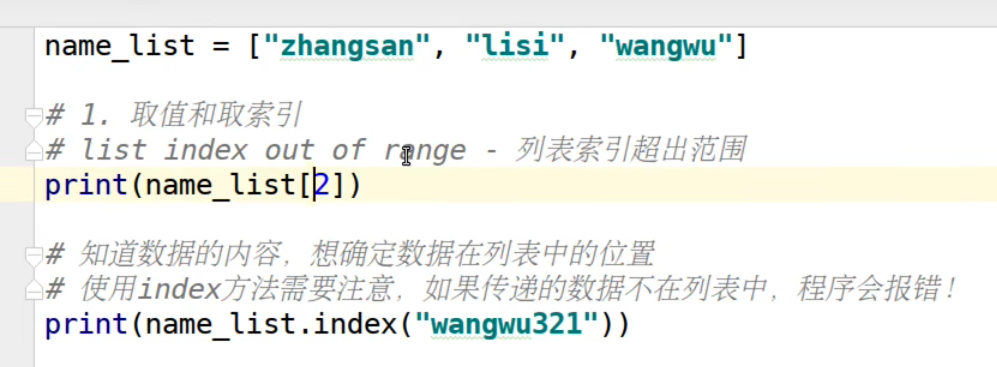 name_list = ["zhangsan", "lisi", "wangwu"]
# 1. 取值和取索引
# list index out of range - 列表索引超出范围
print(name_list[2])
# 知道数据的内容，想确定数据在列表中的位置
# 使用index方法需要注意，如果传递的数据不在列表中，程序会报错！
print(name_list.index("wangwu321"))